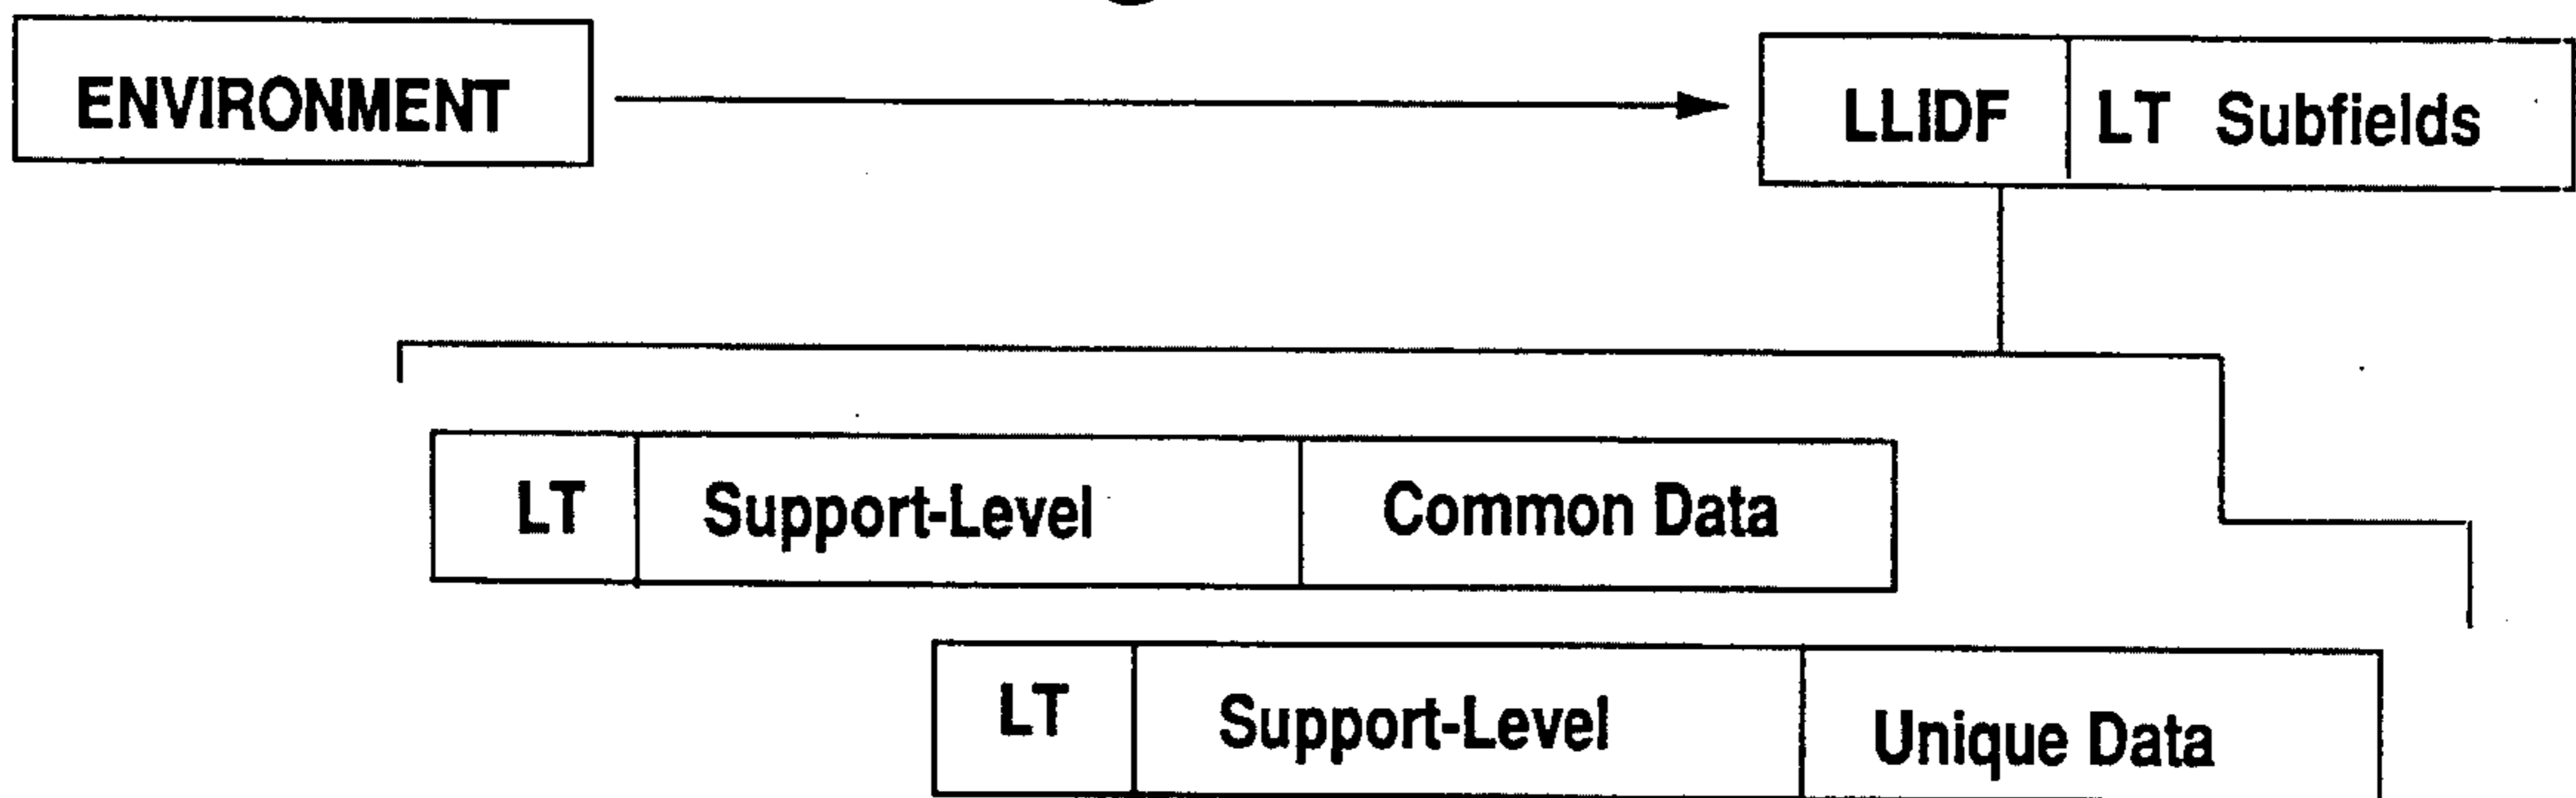 ENVIRONMENT
LLIDF LT Subfields
LT Support-Level Common Data
LT Support-Level Unique Data